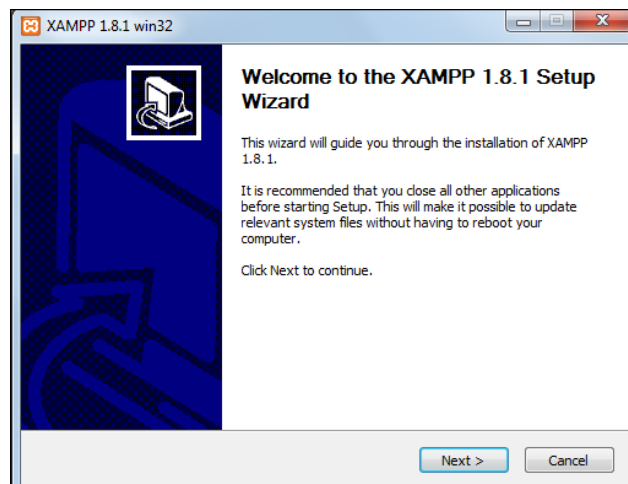 XAMPP 1.8.1 win32
Welcome to the XAMPP 1.8.1 Setup
Wizard
This wizard will guide you through the installation of XAMPP
1.8.1.
It is recommended that you close all other applications
before starting Setup. This will make it possible to update
relevant system files without having to reboot your
computer.
Click Next to continue.
Next >
Cancel